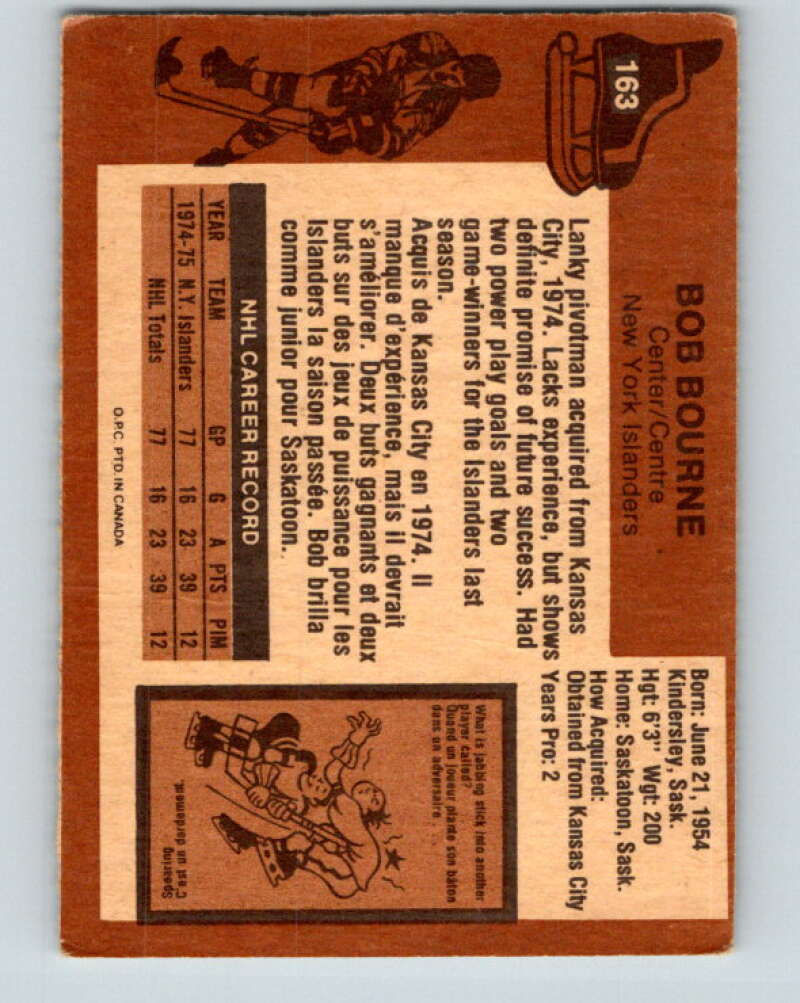 163
BOB BOURNE
Center/Centre
New York Islanders
Born: June 21, 1954
Kindersley, Sask.
Hgt: 6'3" Wgt: 200
Home: Saskatoon, Sask.
How Acquired:
Obtained from Kansas City
Years Pro: 2
Lanky pivotman acquired from Kansas
City, 1974. Lacks experience, but shows
definite promise of future success. Had
two power play goals and two
game-winners for the Islanders last
season.
Acquis de Kansas City en 1974. Il
manque d'expérience, mais il devrait
s'améliorer. Deux buts gagnants et deux
buts sur des jeux de puissance pour les
Islanders la saison passée. Bob brilla
comme junior pour Saskatoon.
NHL CAREER RECORD
YEAR TEAM GP G A PTS PIM
1974-75 N.Y. Islanders 77 16 23 39 12
NHL Totals 77 16 23 39 12
O.P.C. PTD. IN CANADA
What is jabbing stick into another
player called?
Quand un joueur plante son bâton
dans un adversaire.
Spearing
C'est un dardement.